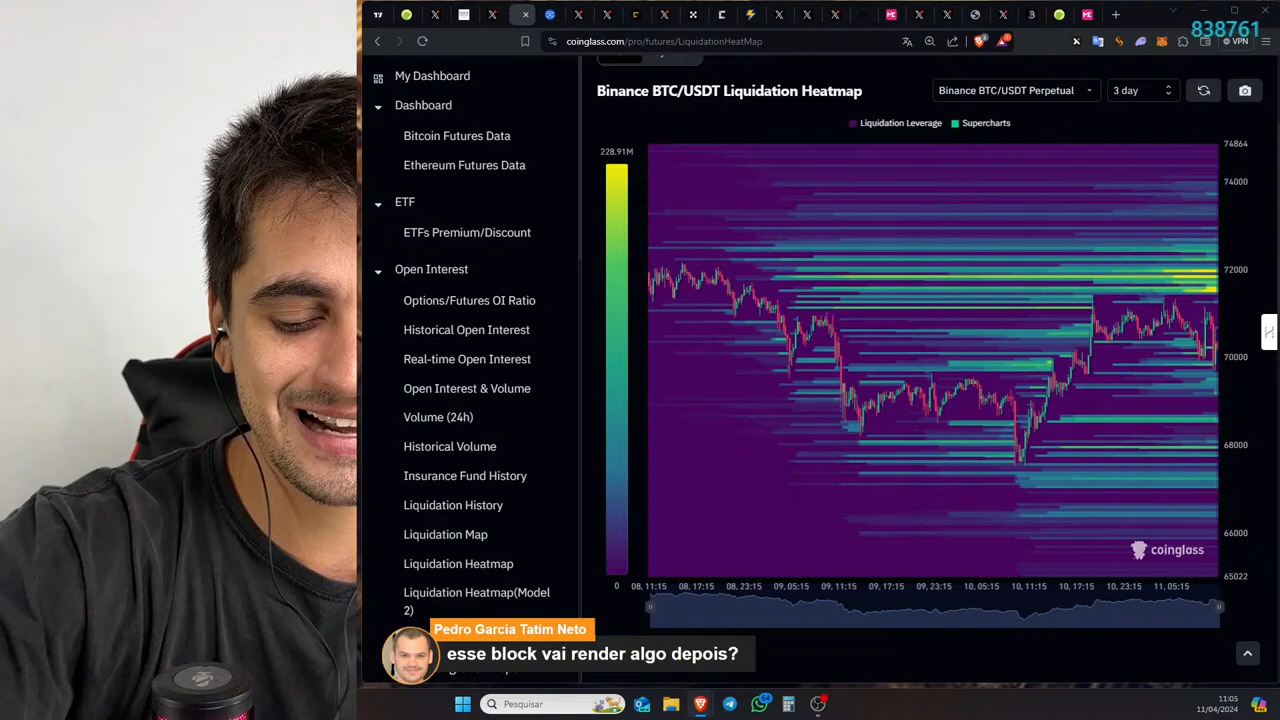 838761
coinglass.com/pro/futures/LiquidationHeatMap
VPN
My Dashboard
Dashboard
Bitcoin Futures Data
Ethereum Futures Data
ETF
ETFs Premium/Discount
Open Interest
Options/Futures OI Ratio
Historical Open Interest
Real-time Open Interest
Open Interest & Volume
Volume (24h)
Historical Volume
Insurance Fund History
Liquidation History
Liquidation Map
Liquidation Heatmap
Liquidation Heatmap(Model
2)
Binance BTC/USDT Liquidation Heatmap
Binance BTC/USDT Perpetual
3 day
Liquidation Leverage
Supercharts
228.91M
0
74864
74000
72000
70000
68000
66000
65022
coinglass
08, 11:15 08, 17:15 08, 23:15 09, 05:15 09, 11:15 09, 17:15 09, 23:15 10, 05:15 10, 11:15 10, 17:15 10, 23:15 11, 05:15
Pedro Garcia Tatim Neto
esse block vai render algo depois?
Pesquisar
64
11:05
11/04/2024